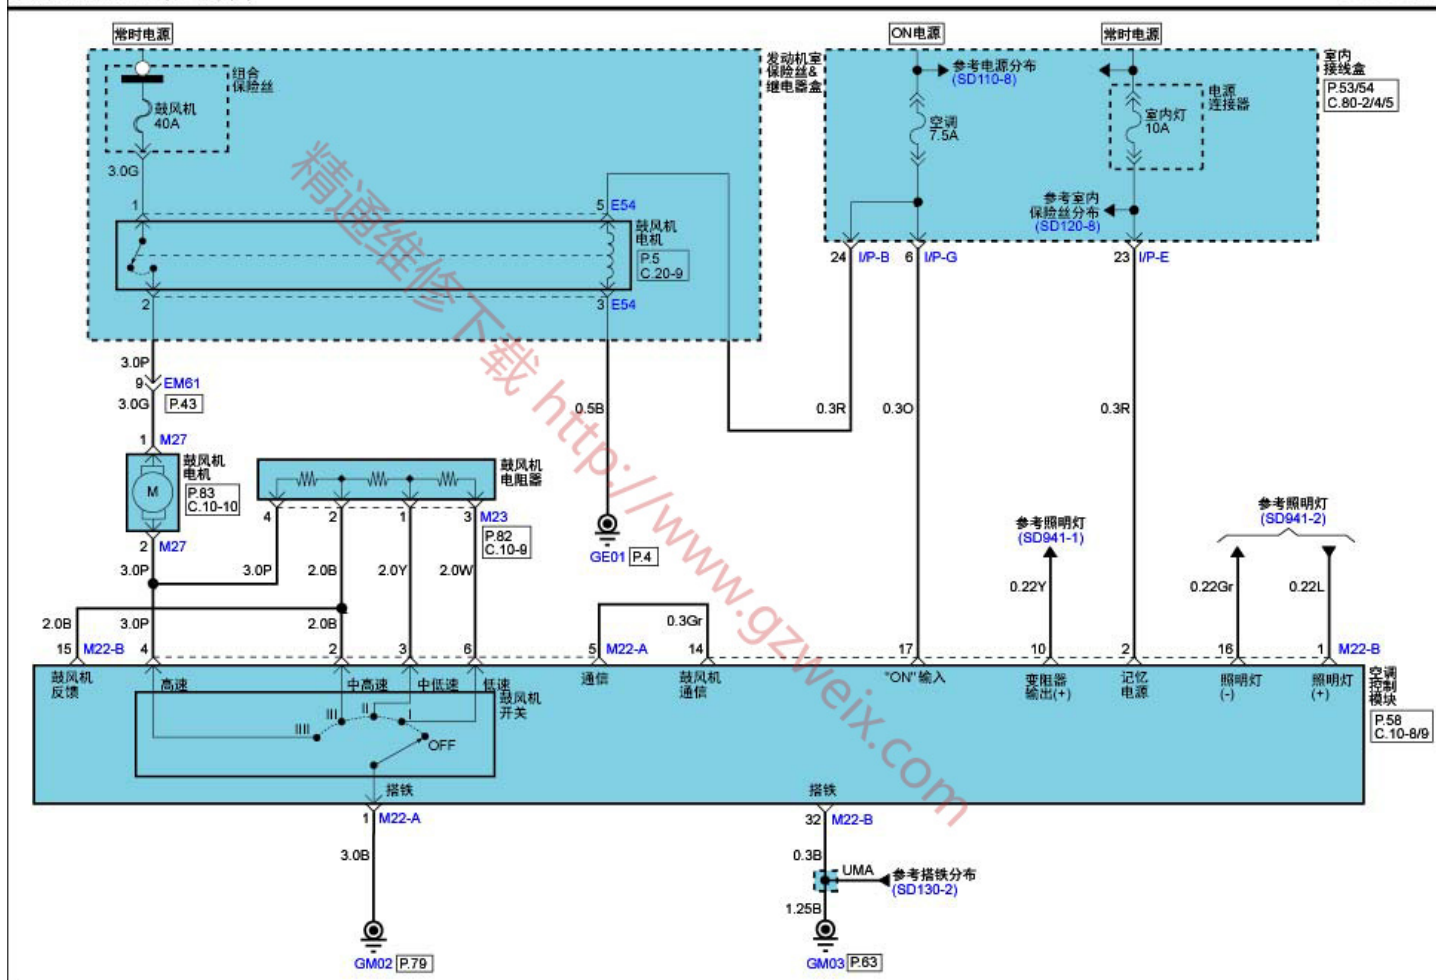 常时电源
ON电源
常时电源
组合
保险丝
鼓风机
40A
3.0G
发动机室
保险丝&
继电器盒
参考电源分布
(SD110-8)
空调
7.5A
电源
连接器
室内灯
10A
室内
接线盒
P.53/54
C.80-2/4/5
参考室内
保险丝分布
(SD120-8)
1
5 E54
鼓风机
电机
P.5
C.20-9
2
3 E54
24 I/P-B
6 I/P-G
23 I/P-E
3.0P
9 EM61
3.0G
P.43
0.5B
0.3R
0.3O
0.3R
1 M27
鼓风机
电机
P.83
C.10-10
M
2 M27
鼓风机
电阻器
4
2
1
3 M23
P.82
C.10-9
GE01 P.4
参考照明灯
(SD941-1)
参考照明灯
(SD941-2)
3.0P
3.0P
2.0B
2.0Y
2.0W
0.22Y
0.22Gr
0.22L
2.0B
3.0P
2.0B
0.3Gr
15 M22-B
4
2
3
6
5 M22-A
14
17
10
2
16
1 M22-B
鼓风机
反馈
高速
中高速
中低速
低速
通信
鼓风机
通信
"ON"输入
变阻器
输出(+)
记忆
电源
照明灯
(-)
照明灯
(+)
空调
控制
模块
P.58
C.10-8/9
鼓风机
开关
IIII
III
II
I
OFF
搭铁
搭铁
1 M22-A
32 M22-B
3.0B
0.3B
UMA
参考搭铁分布
(SD130-2)
1.25B
GM02 P.79
GM03 P.63
精通维修下载 http://www.gzweix.com